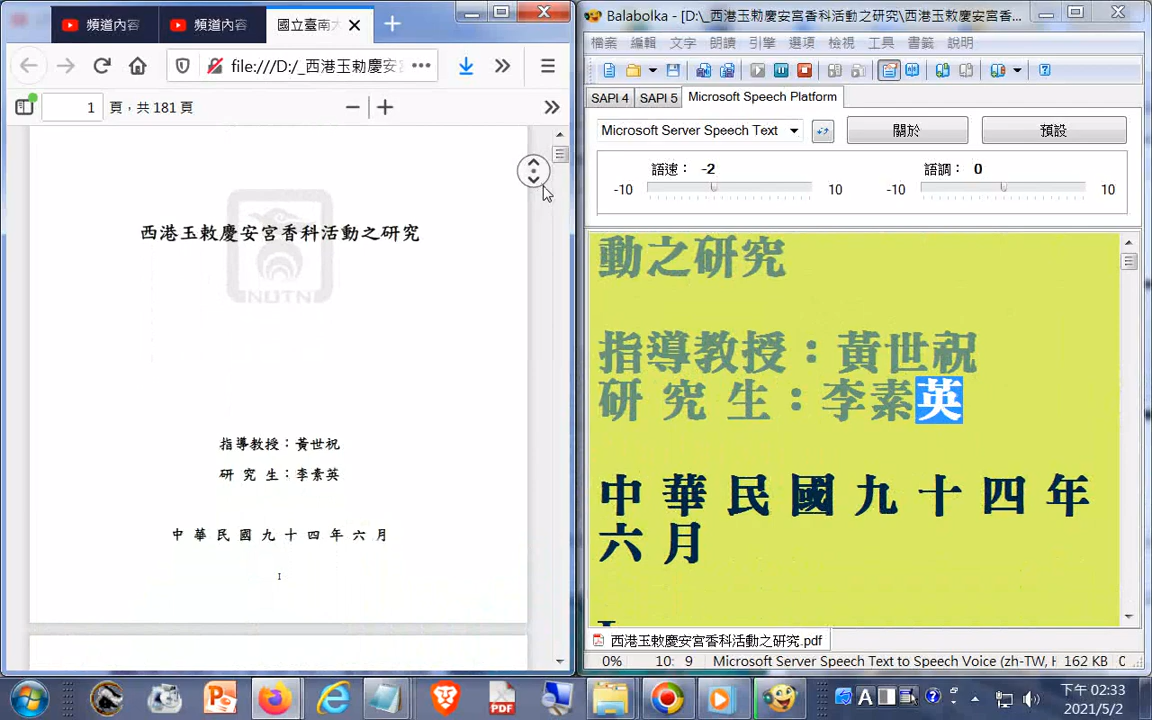 頻道內容
頻道內容
國立臺南大
file:///D:/_西港玉勅慶安宮
1 頁，共 181 頁
NUTN
西港玉敕慶安宮香科活動之研究
指導教授：黃世祝
研 究 生：李素英
中 華 民 國 九 十 四 年 六 月
I
Balabolka - [D:\_西港玉勅慶安宮香科活動之研究\西港玉敕慶安宮香...
檔案 編輯 文字 朗讀 引擎 選項 檢視 工具 書籤 說明
SAPI 4 SAPI 5 Microsoft Speech Platform
Microsoft Server Speech Text 關於 預設
語速： -2 語調： 0
-10 10 -10 10
動之研究
指導教授：黃世祝
研 究 生：李素英
中 華 民 國 九 十 四 年
六 月
西港玉敕慶安宮香科活動之研究.pdf
0% 10: 9 Microsoft Server Speech Text to Speech Voice (zh-TW, H 162 KB
PDF
下午 02:33
2021/5/2